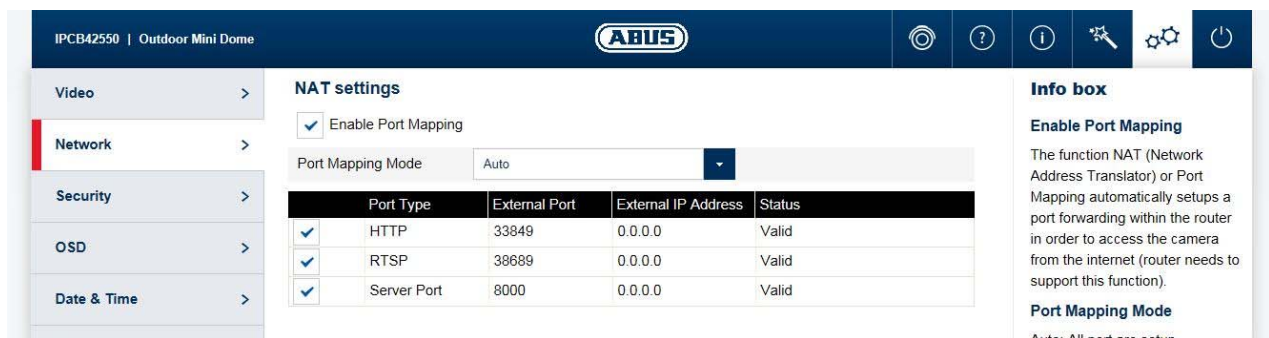 IPCB42550 | Outdoor Mini Dome
ABUS
Video
Network
Security
OSD
Date & Time
NAT settings
Enable Port Mapping
Port Mapping Mode Auto
Port Type External Port External IP Address Status
HTTP 33849 0.0.0.0 Valid
RTSP 38689 0.0.0.0 Valid
Server Port 8000 0.0.0.0 Valid
Info box
Enable Port Mapping
The function NAT (Network
Address Translator) or Port
Mapping automatically setups a
port forwarding within the router
in order to access the camera
from the internet (router needs to
support this function).
Port Mapping Mode